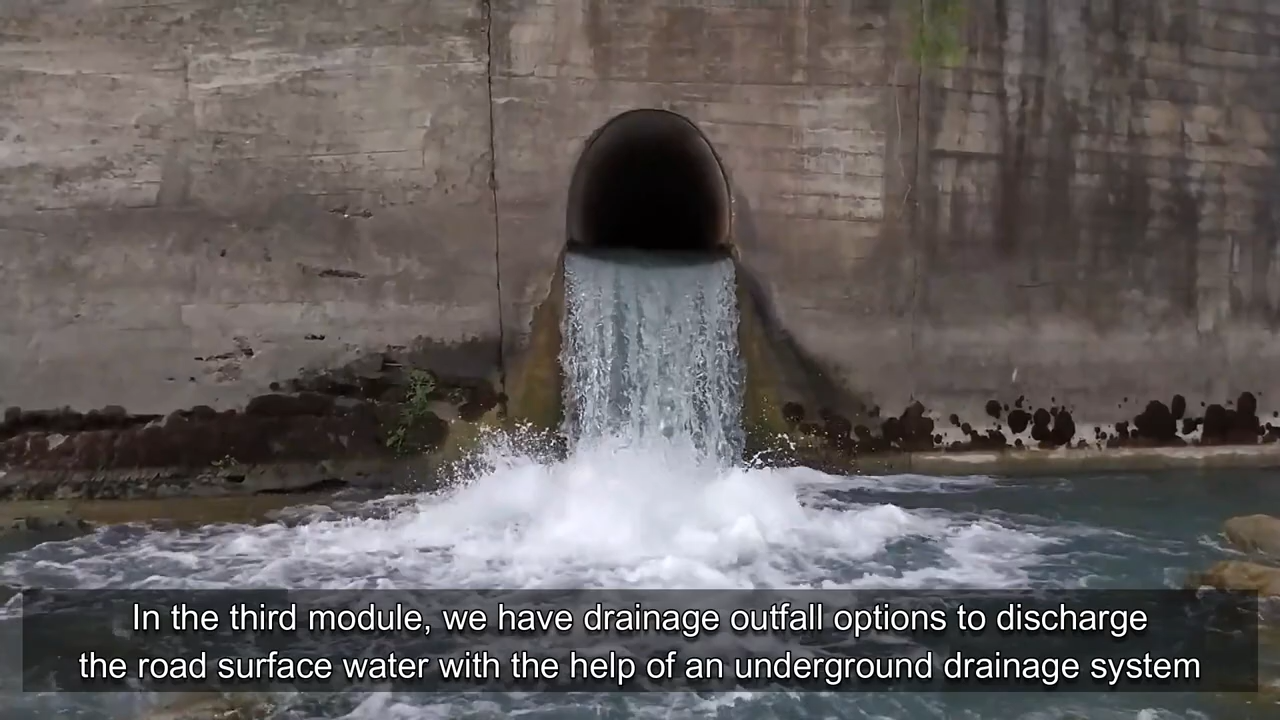 In the third module, we have drainage outfall options to discharge
the road surface water with the help of an underground drainage system